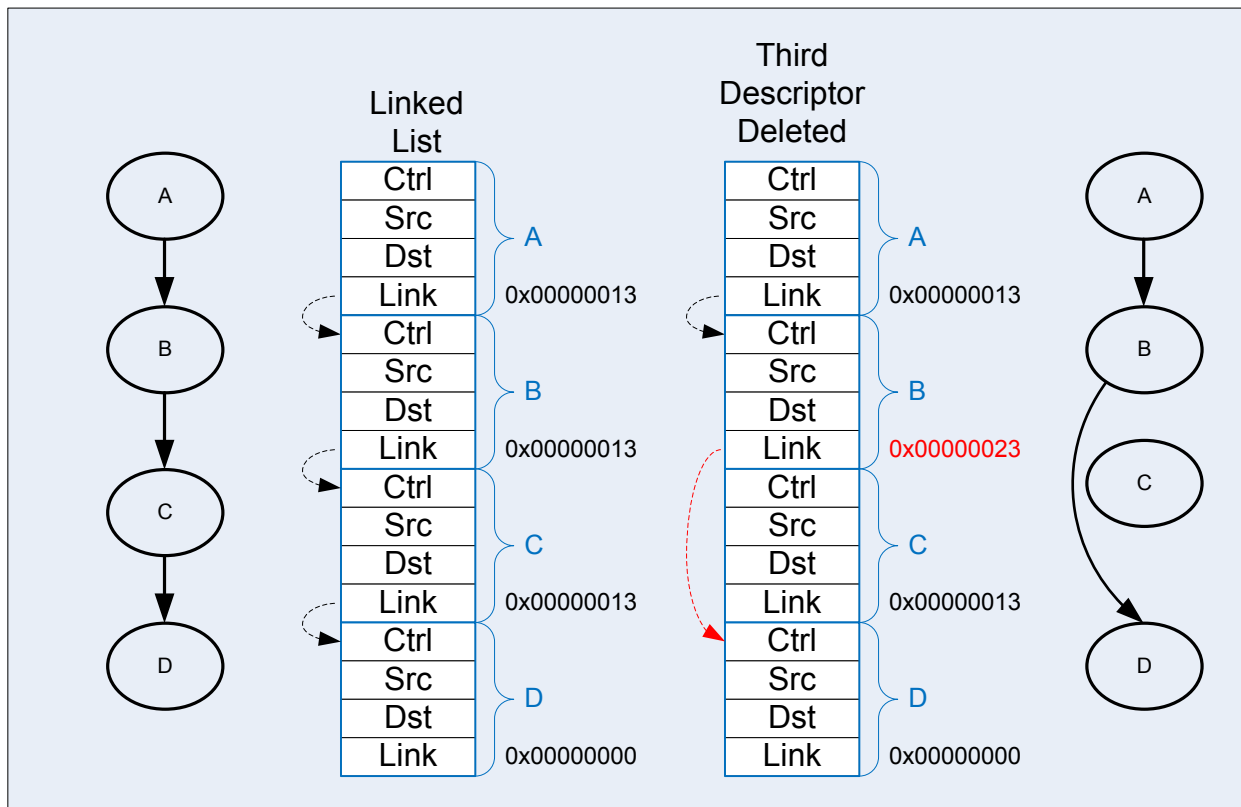 Linked
List
Third
Descriptor
Deleted
A
B
C
D
Ctrl
Src
Dst
Link
A
0x00000013
Ctrl
Src
Dst
Link
B
0x00000013
Ctrl
Src
Dst
Link
C
0x00000013
Ctrl
Src
Dst
Link
D
0x00000000
Ctrl
Src
Dst
Link
A
0x00000013
Ctrl
Src
Dst
Link
B
0x00000023
Ctrl
Src
Dst
Link
C
0x00000013
Ctrl
Src
Dst
Link
D
0x00000000
A
B
C
D